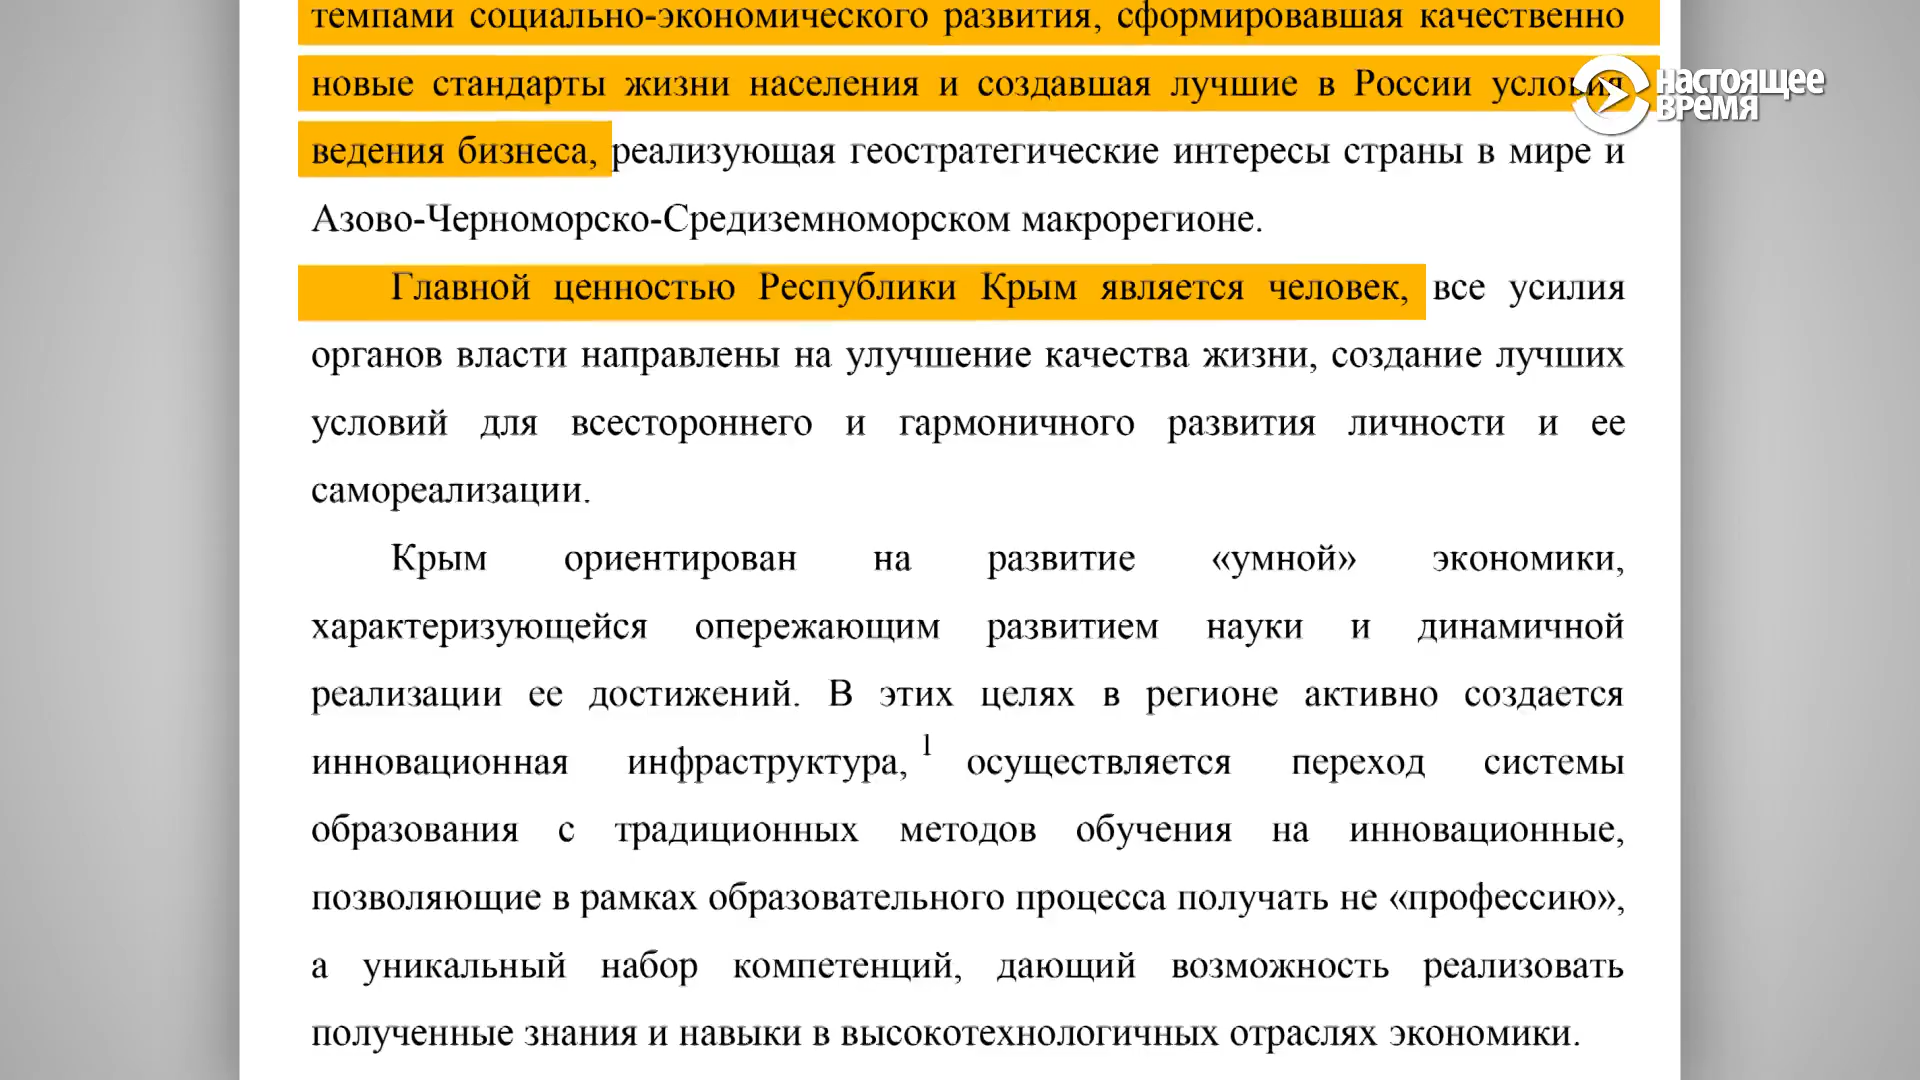 темпами социально-экономического развития, сформировавшая качественно
новые стандарты жизни населения и создавшая лучшие в России условия
ведения бизнеса, реализующая геостратегические интересы страны в мире и
Азово-Черноморско-Средиземноморском макрорегионе.
Главной ценностью Республики Крым является человек, все усилия
органов власти направлены на улучшение качества жизни, создание лучших
условий для всестороннего и гармоничного развития личности и ее
самореализации.
Крым ориентирован на развитие «умной» экономики,
характеризующейся опережающим развитием науки и динамичной
реализации ее достижений. В этих целях в регионе активно создается
инновационная инфраструктура, 1 осуществляется переход системы
образования с традиционных методов обучения на инновационные,
позволяющие в рамках образовательного процесса получать не «профессию»,
а уникальный набор компетенций, дающий возможность реализовать
полученные знания и навыки в высокотехнологичных отраслях экономики.
настоящее
время